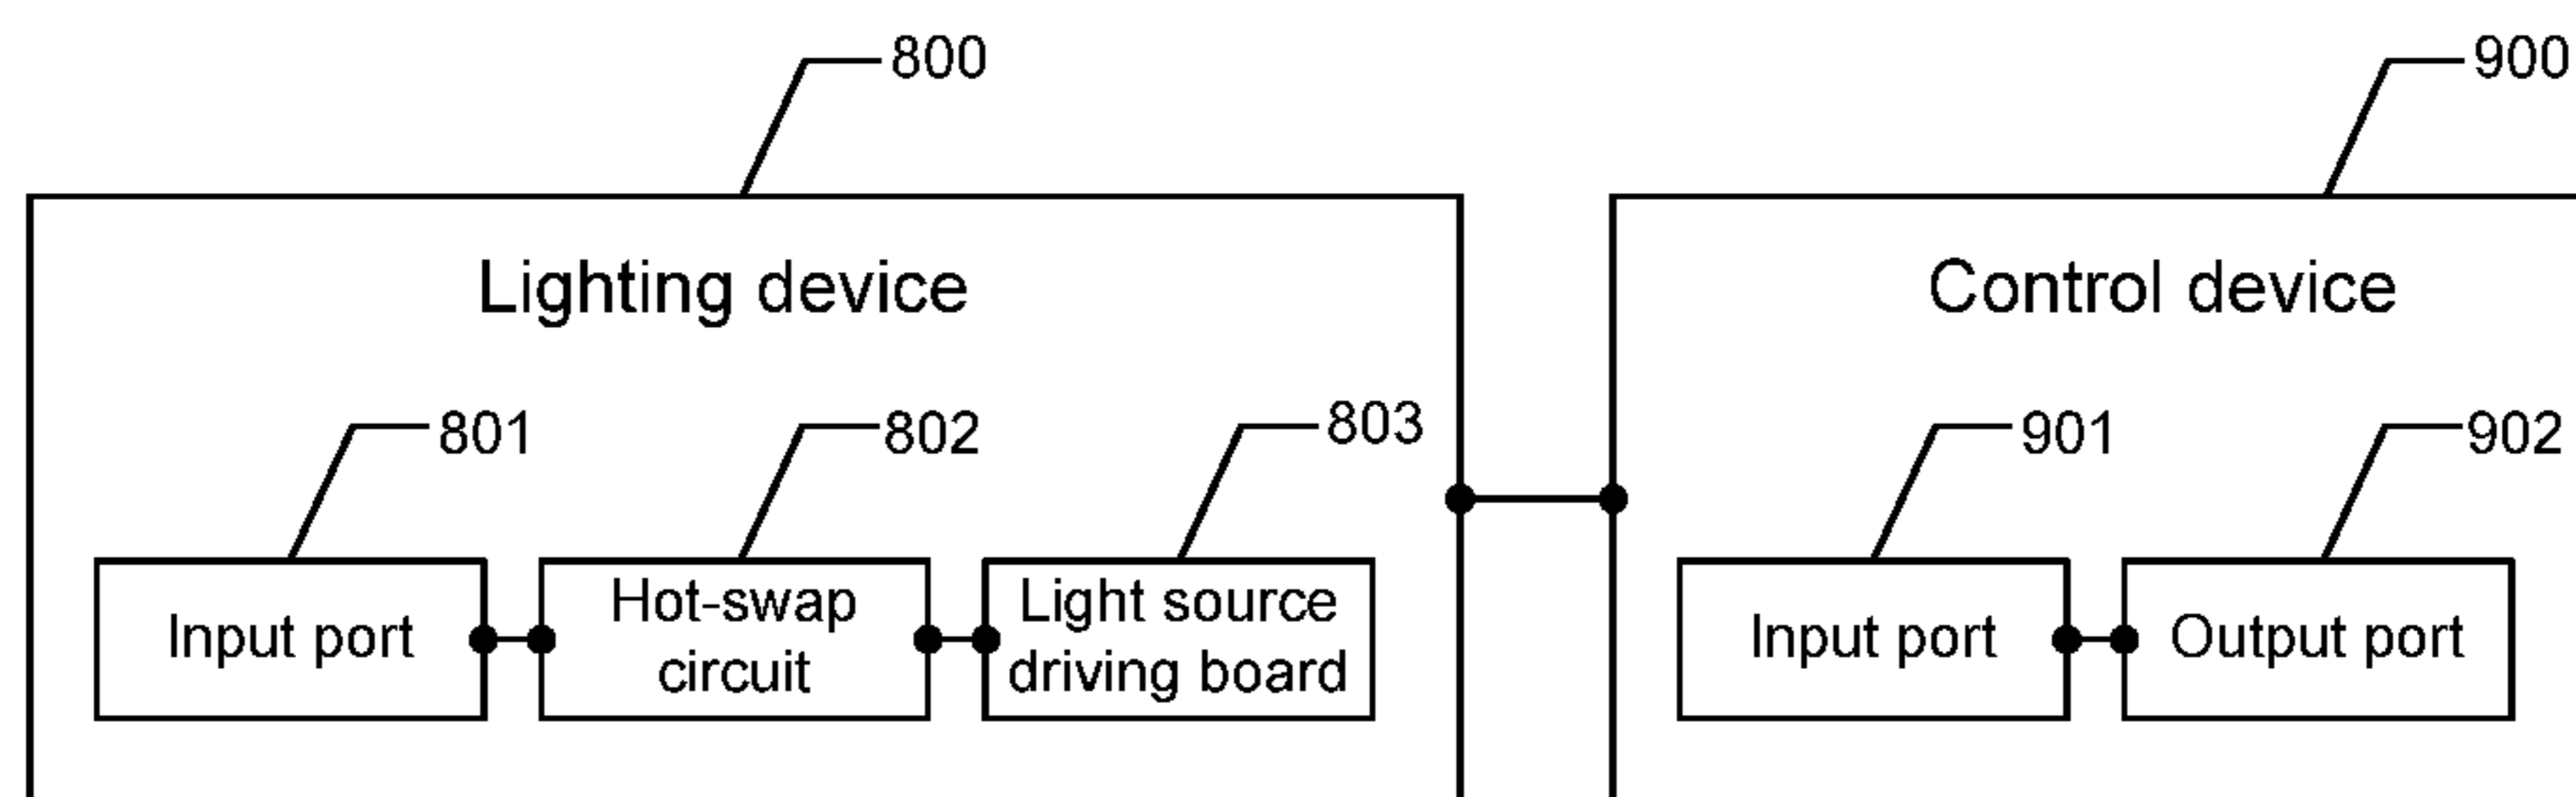 800
900
Lighting device
Control device
801
802
803
901
902
Input port
Hot-swap
circuit
Light source
driving board
Input port
Output port